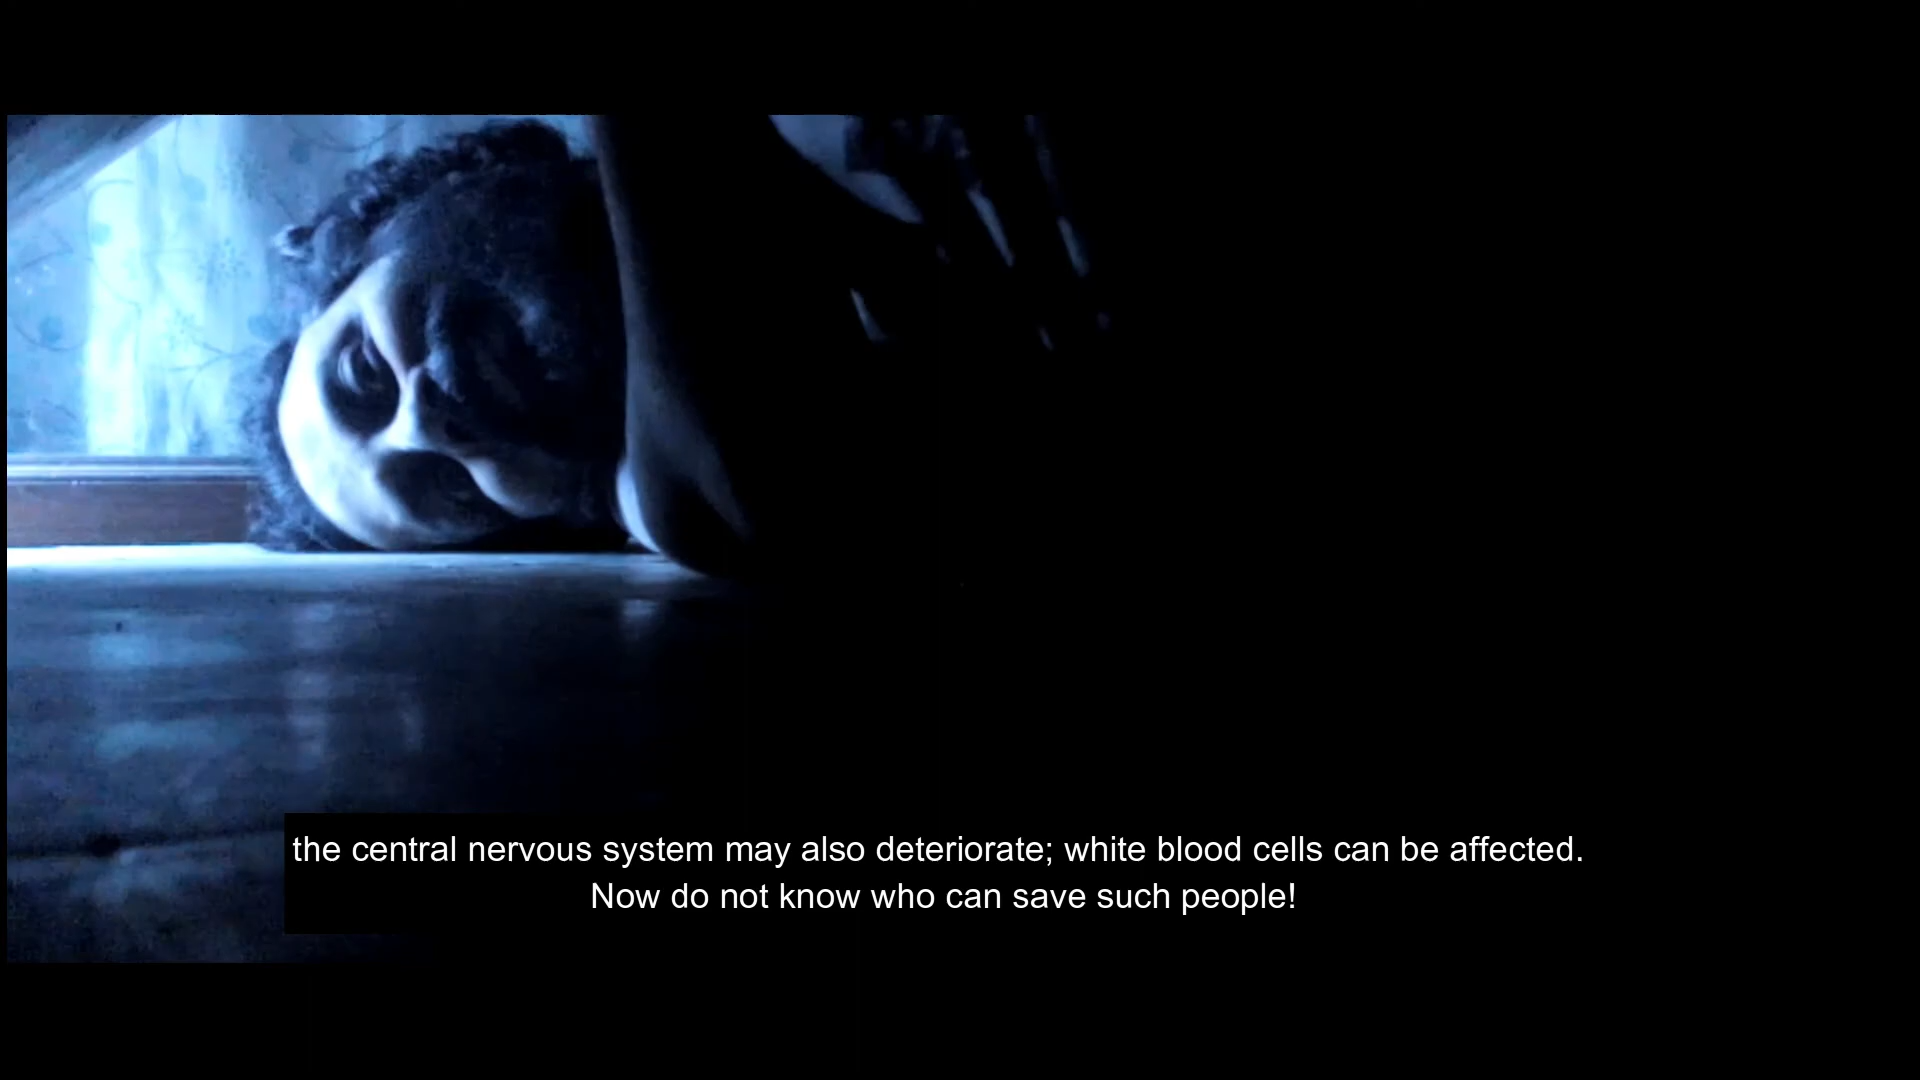 the central nervous system may also deteriorate; white blood cells can be affected.
Now do not know who can save such people!